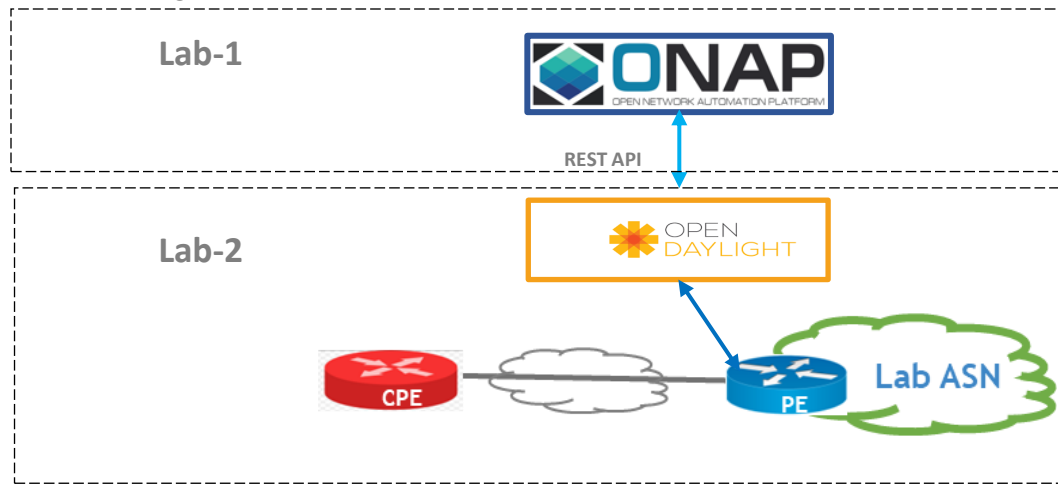 Lab-1
ONAP
OPEN NETWORK AUTOMATION PLATFORM
REST API
OPEN
DAYLIGHT
Lab-2
CPE
PE
Lab ASN